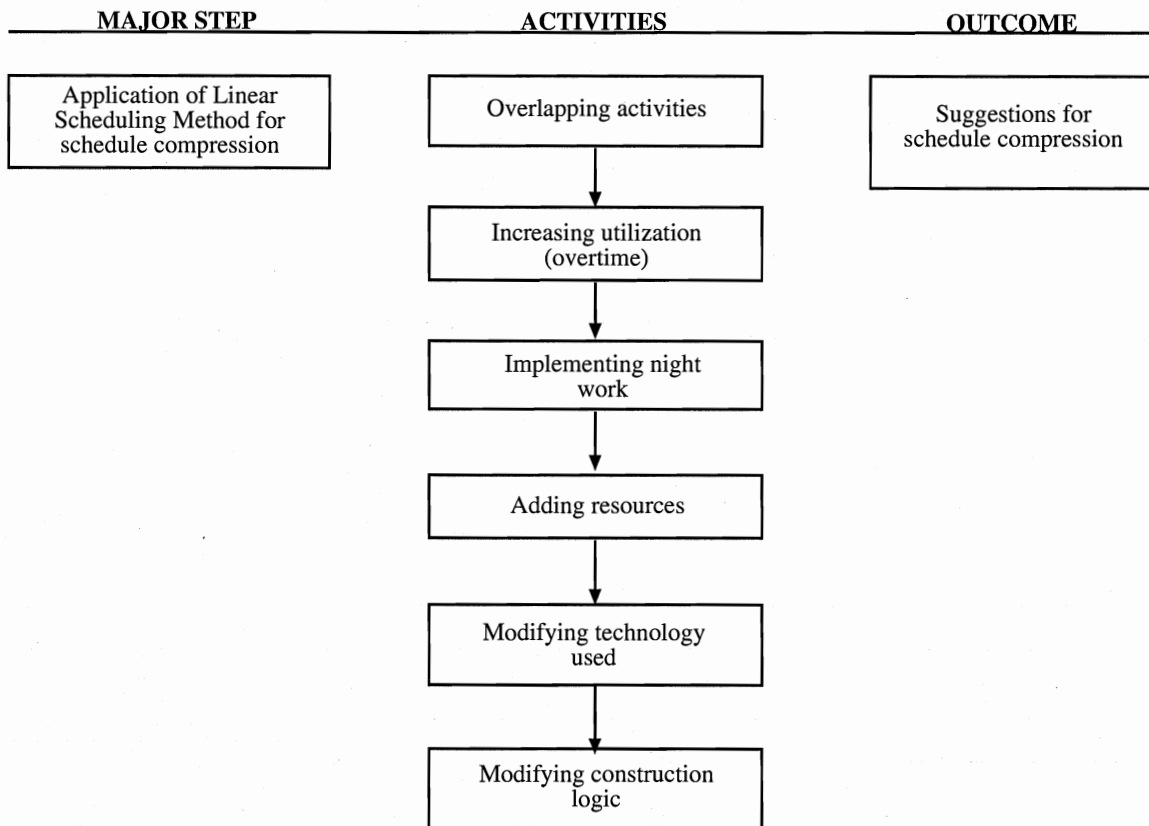 MAJOR STEP
ACTIVITIES
OUTCOME
Application of Linear
Scheduling Method for
schedule compression
Overlapping activities
Suggestions for
schedule compression
Increasing utilization
(overtime)
Implementing night
work
Adding resources
Modifying technology
used
Modifying construction
logic